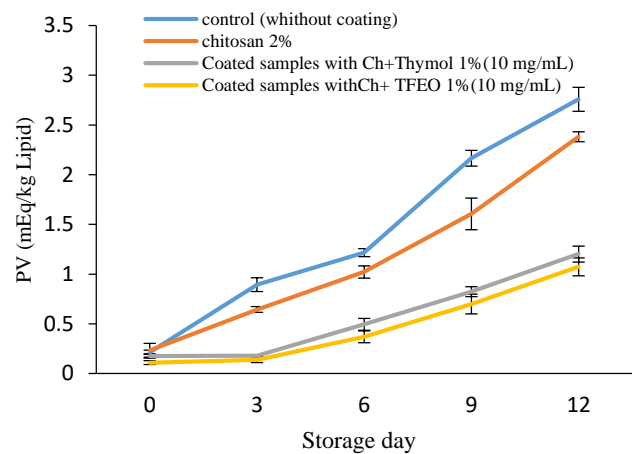 control (whithout coating)
chitosan 2%
Coated samples with Ch+Thymol 1%(10 mg/mL)
Coated samples withCh+ TFEO 1%(10 mg/mL)
PV (mEq/kg Lipid)
3.5
3
2.5
2
1.5
1
0.5
0
0 3 6 9 12
Storage day